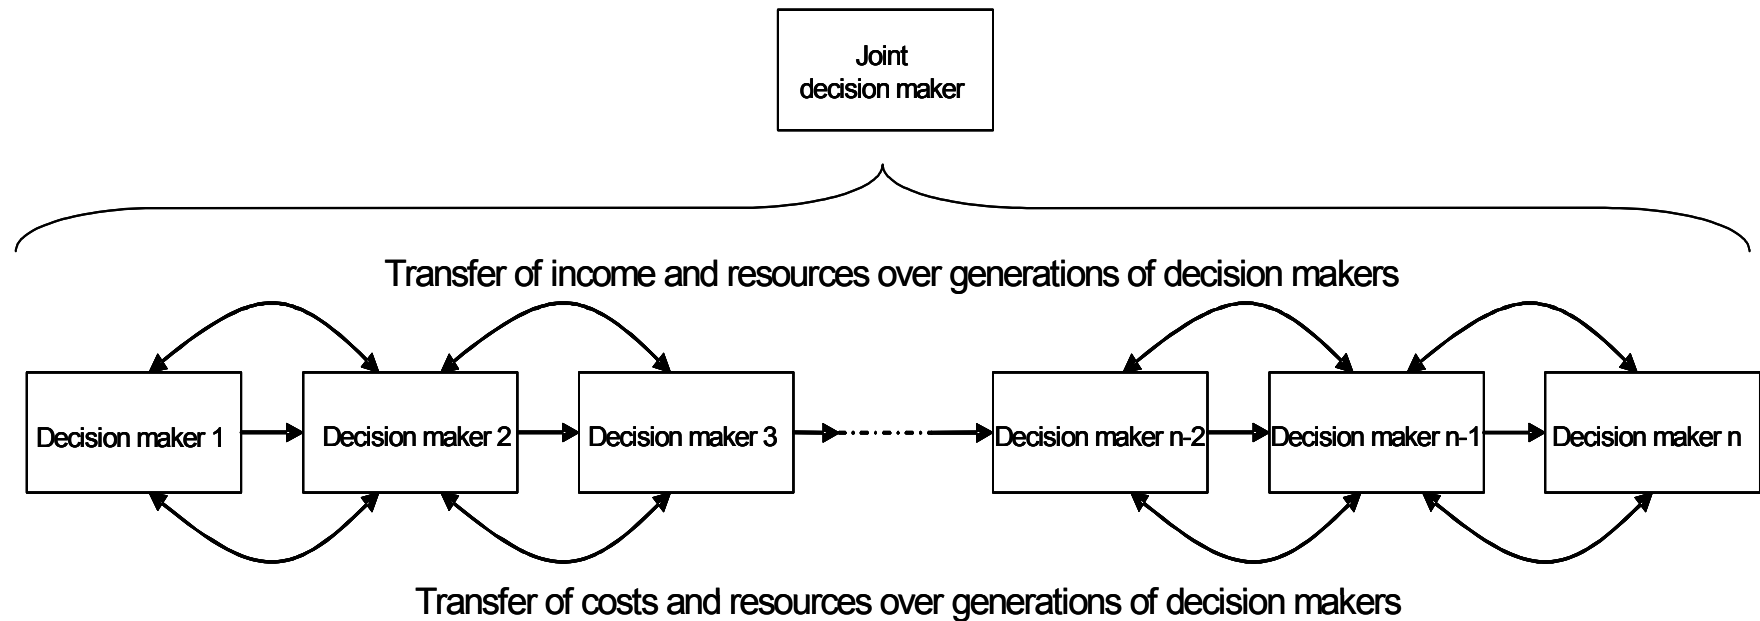 Joint
decision maker
Transfer of income and resources over generations of decision makers
Decision maker 1
Decision maker 2
Decision maker 3
Decision maker n-2
Decision maker n-1
Decision maker n
Transfer of costs and resources over generations of decision makers